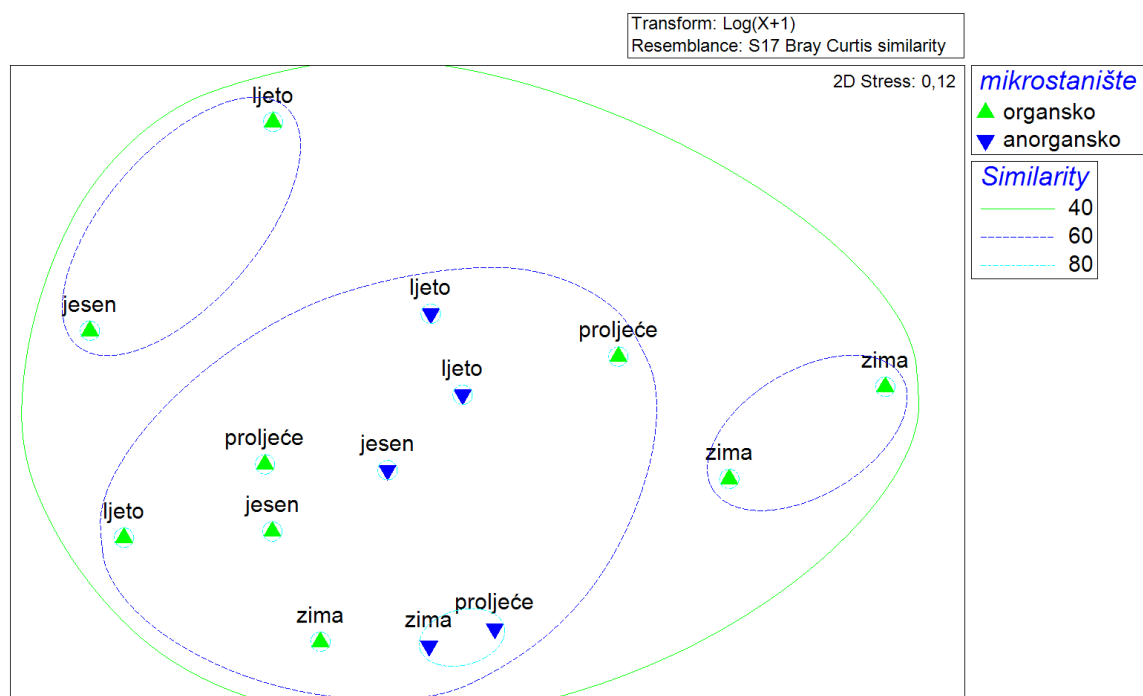 Transform: Log(X+1)
Resemblance: S17 Bray Curtis similarity
2D Stress: 0,12
mikrostanište
organsko
anorgansko
Similarity
40
60
80
ljeto
jesen
ljeto
proljeće
ljeto
zima
proljeće
jesen
zima
jesen
ljeto
proljeće
zima
zima